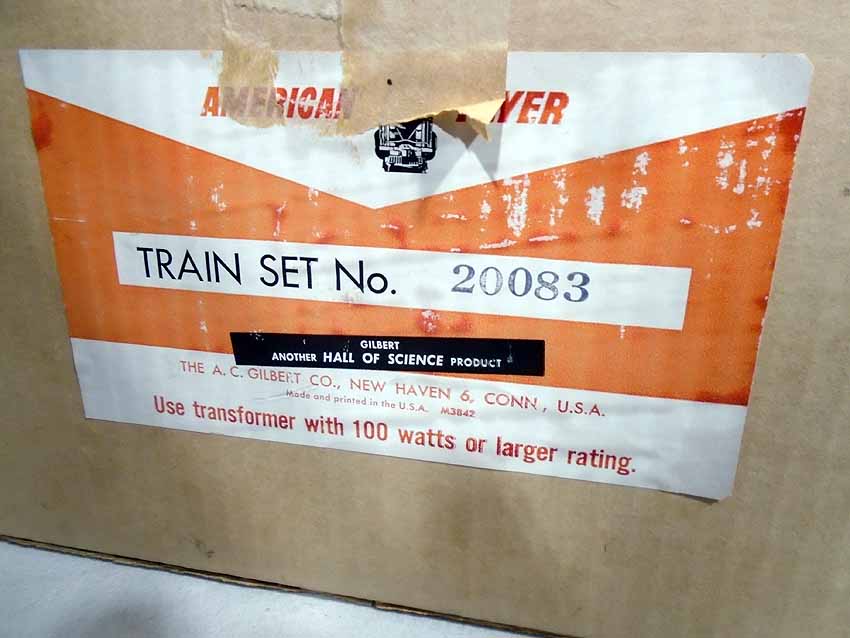 AMERICAN YER
TRAIN SET No. 20083
GILBERT
ANOTHER HALL OF SCIENCE PRODUCT
THE A. C. GILBERT CO., NEW HAVEN 6, CONN., U.S.A.
Made and printed in the U.S.A. M3842
Use transformer with 100 watts or larger rating.